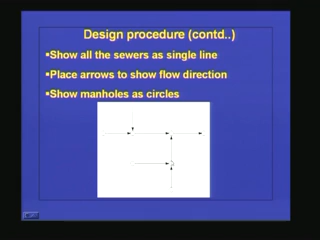 Design procedure (contd..)
▪Show all the sewers as single line
▪Place arrows to show flow direction
▪Show manholes as circles